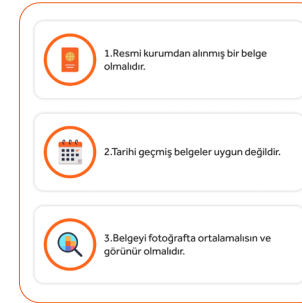 1.Resmi kurumdan alınmış bir belge
olmalıdır.
2.Tarihi geçmiş belgeler uygun değildir.
3.Belgeyi fotoğrafta ortalamalısın ve
görünür olmalıdır.